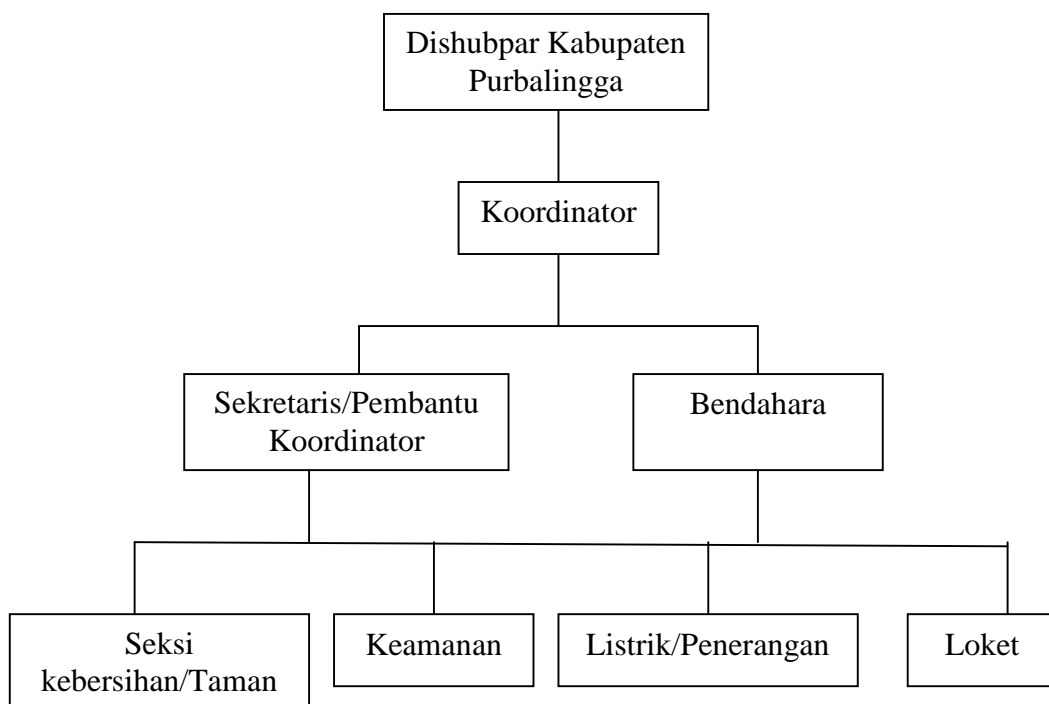 Dishubpar Kabupaten
Purbalingga
Koordinator
Sekretaris/Pembantu
Koordinator
Bendahara
Seksi
kebersihan/Taman
Keamanan
Listrik/Penerangan
Loket